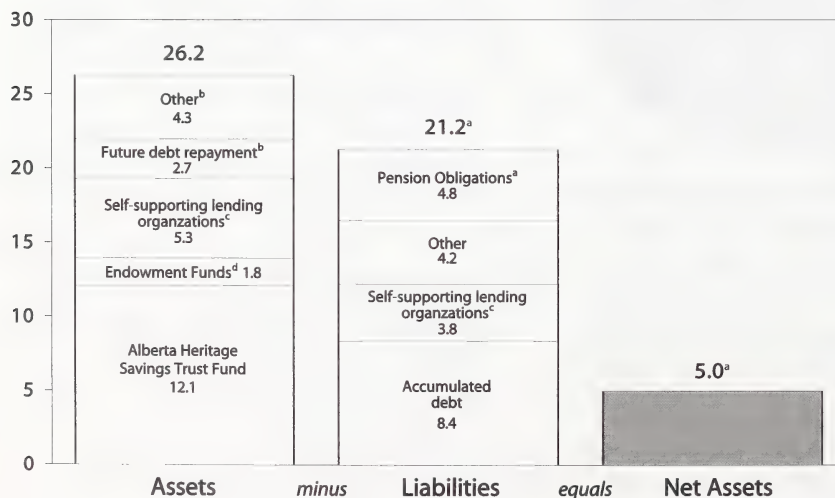 30
25
20
15
10
5
0
26.2
Other^b
4.3
Future debt repayment^b
2.7
Self-supporting lending
organzations^c
5.3
Endowment Funds^d 1.8
Alberta Heritage
Savings Trust Fund
12.1
21.2^a
Pension Obligations^a
4.8
Other
4.2
Self-supporting lending
organzations^c
3.8
Accumulated
debt
8.4
5.0^a
Assets minus Liabilities equals Net Assets